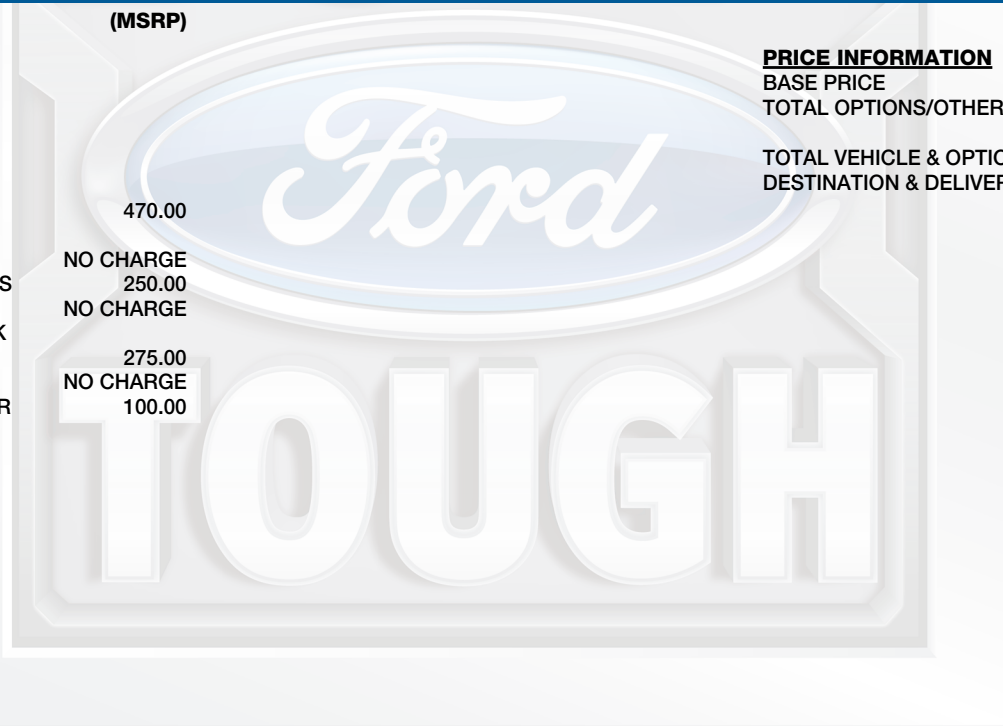 (MSRP)
470.00
NO CHARGE
S 250.00
NO CHARGE
K
275.00
NO CHARGE
R 100.00
PRICE INFORMATION
BASE PRICE
TOTAL OPTIONS/OTHER
TOTAL VEHICLE & OPTIO
DESTINATION & DELIVER
Ford
TOUGH